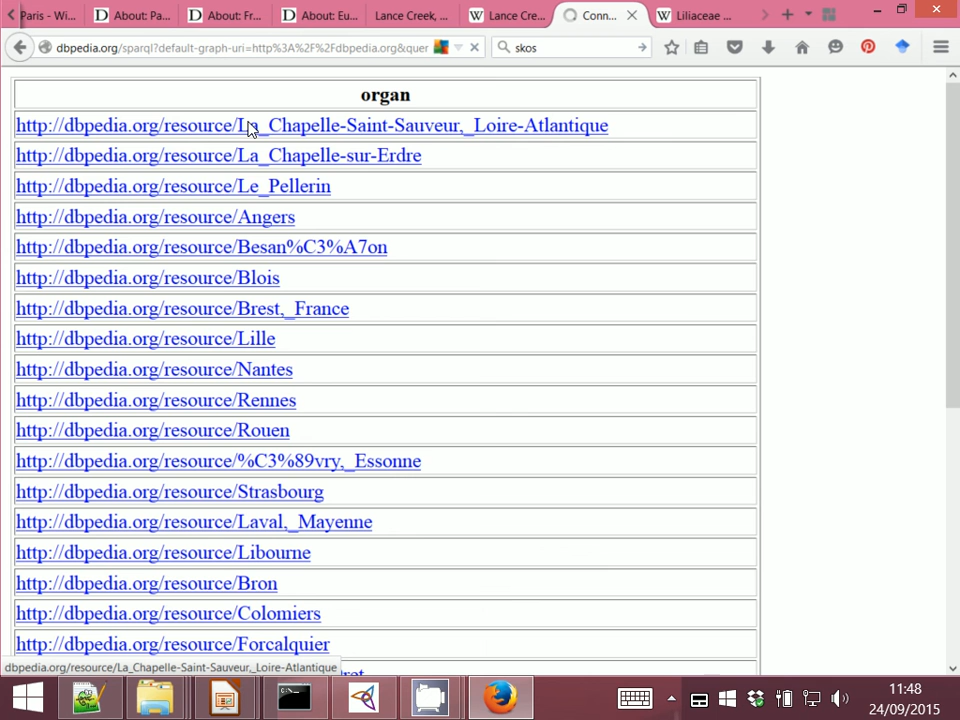 Paris - Wi...
About: Pa...
About: Fr...
About: Eu...
Lance Creek, ...
Lance Cre...
Conn...
Liliaceae ...
dbpedia.org/sparql?default-graph-uri=http%3A%2F%2Fdbpedia.org&quer
skos
organ
http://dbpedia.org/resource/La_Chapelle-Saint-Sauveur,_Loire-Atlantique
http://dbpedia.org/resource/La_Chapelle-sur-Erdre
http://dbpedia.org/resource/Le_Pellerin
http://dbpedia.org/resource/Angers
http://dbpedia.org/resource/Besan%C3%A7on
http://dbpedia.org/resource/Blois
http://dbpedia.org/resource/Brest,_France
http://dbpedia.org/resource/Lille
http://dbpedia.org/resource/Nantes
http://dbpedia.org/resource/Rennes
http://dbpedia.org/resource/Rouen
http://dbpedia.org/resource/%C3%89vry,_Essonne
http://dbpedia.org/resource/Strasbourg
http://dbpedia.org/resource/Laval,_Mayenne
http://dbpedia.org/resource/Libourne
http://dbpedia.org/resource/Bron
http://dbpedia.org/resource/Colomiers
http://dbpedia.org/resource/Forcalquier
dbpedia.org/resource/La_Chapelle-Saint-Sauveur,_Loire-Atlantique
11:48
24/09/2015